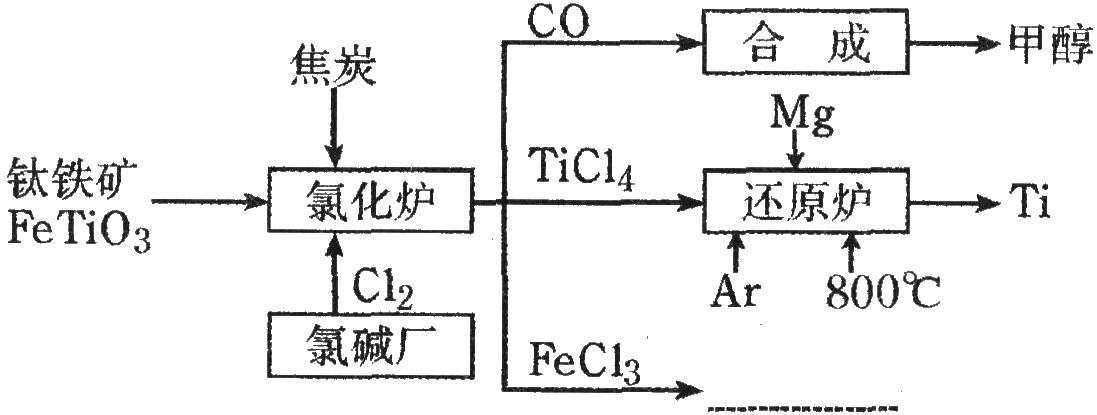 CO
合 成
甲醇
焦炭
Mg
钛铁矿
FeTiO3
氯化炉
TiCl4
还原炉
Ti
Cl2
Ar
800℃
氯碱厂
FeCl3